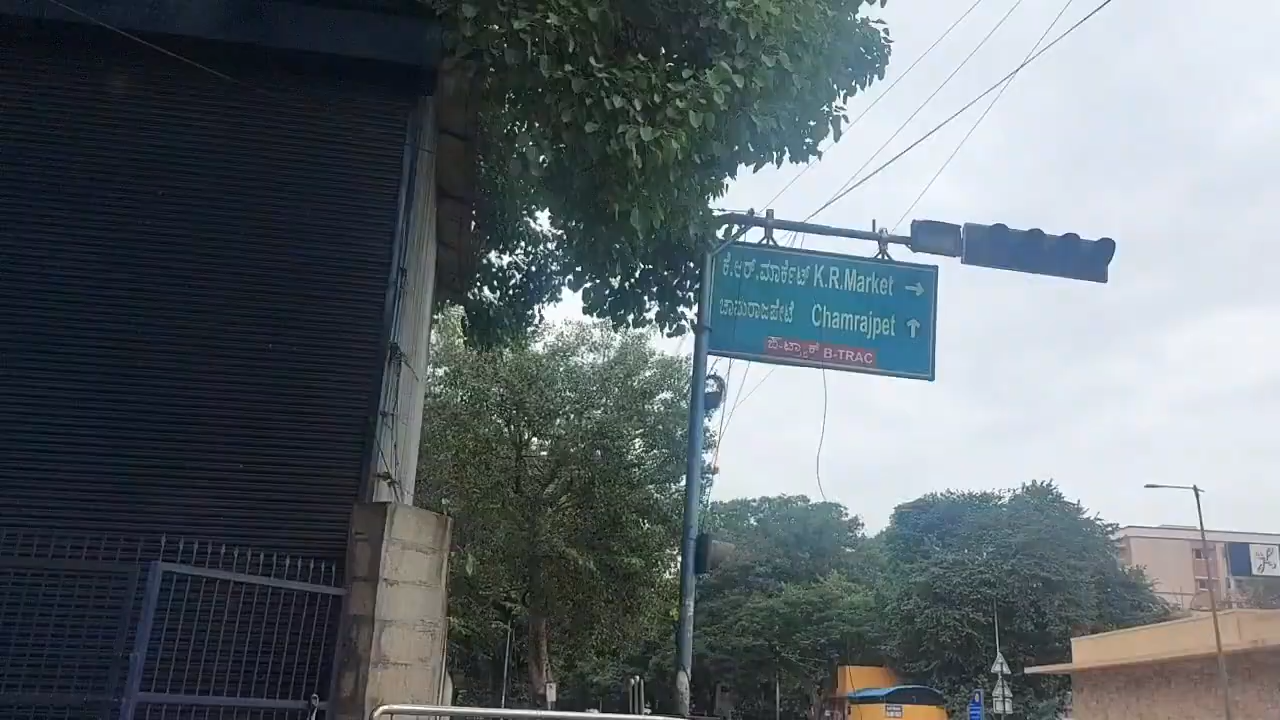 ಕೆ.ಆರ್.ಮಾರ್ಕೆಟ್ K.R.Market →
ಚಾಮರಾಜಪೇಟೆ Chamrajpet ↑
ಬಿ-ಟ್ರ್ಯಾಕ್ B-TRAC